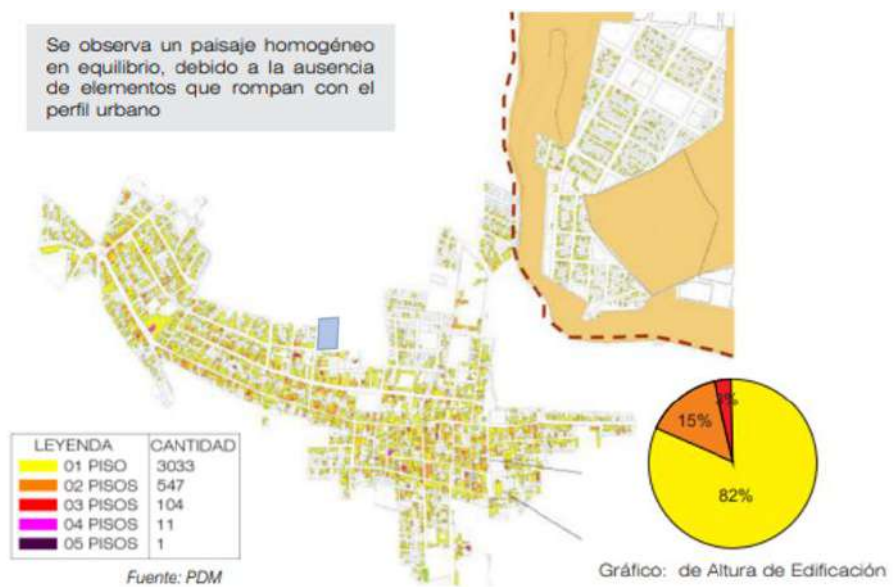 Se observa un paisaje homogéneo
en equilibrio, debido a la ausencia
de elementos que rompan con el
perfil urbano
LEYENDA CANTIDAD
01 PISO 3033
02 PISOS 547
03 PISOS 104
04 PISOS 11
05 PISOS 1
Fuente: PDM
3%
15%
82%
Gráfico: de Altura de Edificación